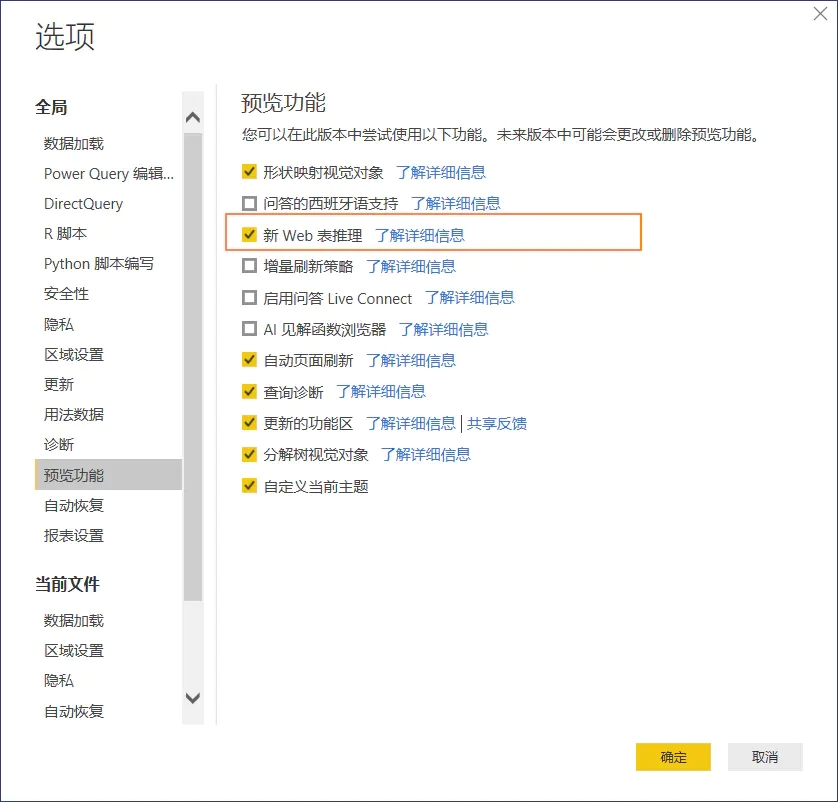 选项
全局
数据加载
Power Query 编辑...
DirectQuery
R 脚本
Python 脚本编写
安全性
隐私
区域设置
更新
用法数据
诊断
预览功能
自动恢复
报表设置
当前文件
数据加载
区域设置
隐私
自动恢复
预览功能
您可以在此版本中尝试使用以下功能。未来版本中可能会更改或删除预览功能。
形状映射视觉对象 了解详细信息
问答的西班牙语支持 了解详细信息
新 Web 表推理 了解详细信息
增量刷新策略 了解详细信息
启用问答 Live Connect 了解详细信息
AI 见解函数浏览器 了解详细信息
自动页面刷新 了解详细信息
查询诊断 了解详细信息
更新的功能区 了解详细信息 | 共享反馈
分解树视觉对象 了解详细信息
自定义当前主题
确定 取消